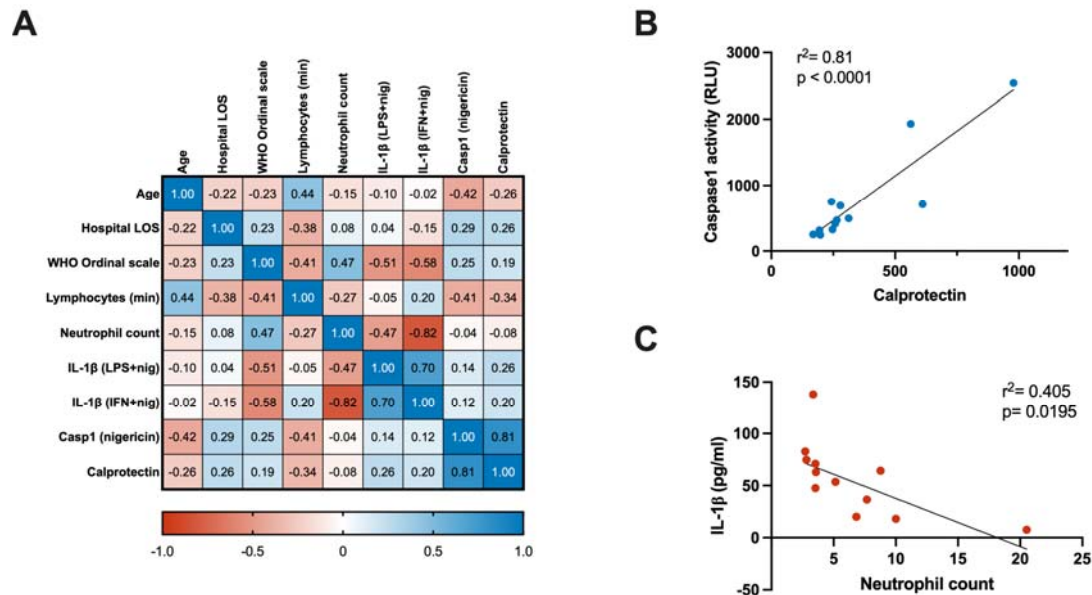 A
Age
Hospital LOS
WHO Ordinal scale
Lymphocytes (min)
Neutrophil count
IL-1β (LPS+nig)
IL-1β (IFN+nig)
Casp1 (nigericin)
Calprotectin
Age 1.00 -0.22 -0.23 0.44 -0.15 -0.10 -0.02 -0.42 -0.26
Hospital LOS -0.22 1.00 0.23 -0.38 0.08 0.04 -0.15 0.29 0.26
WHO Ordinal scale -0.23 0.23 1.00 -0.41 0.47 -0.51 -0.58 0.25 0.19
Lymphocytes (min) 0.44 -0.38 -0.41 1.00 -0.27 -0.05 0.20 -0.41 -0.34
Neutrophil count -0.15 0.08 0.47 -0.27 1.00 -0.47 -0.82 -0.04 -0.08
IL-1β (LPS+nig) -0.10 0.04 -0.51 -0.05 -0.47 1.00 0.70 0.14 0.26
IL-1β (IFN+nig) -0.02 -0.15 -0.58 0.20 -0.82 0.70 1.00 0.12 0.20
Casp1 (nigericin) -0.42 0.29 0.25 -0.41 -0.04 0.14 0.12 1.00 0.81
Calprotectin -0.26 0.26 0.19 -0.34 -0.08 0.26 0.20 0.81 1.00
-1.0 -0.5 0 0.5 1.0
B
r²= 0.81
p < 0.0001
Caspase1 activity (RLU)
3000
2000
1000
0
0 500 1000
Calprotectin
C
r²= 0.405
p= 0.0195
IL-1β (pg/ml)
150
100
50
0
-50
5 10 15 20 25
Neutrophil count